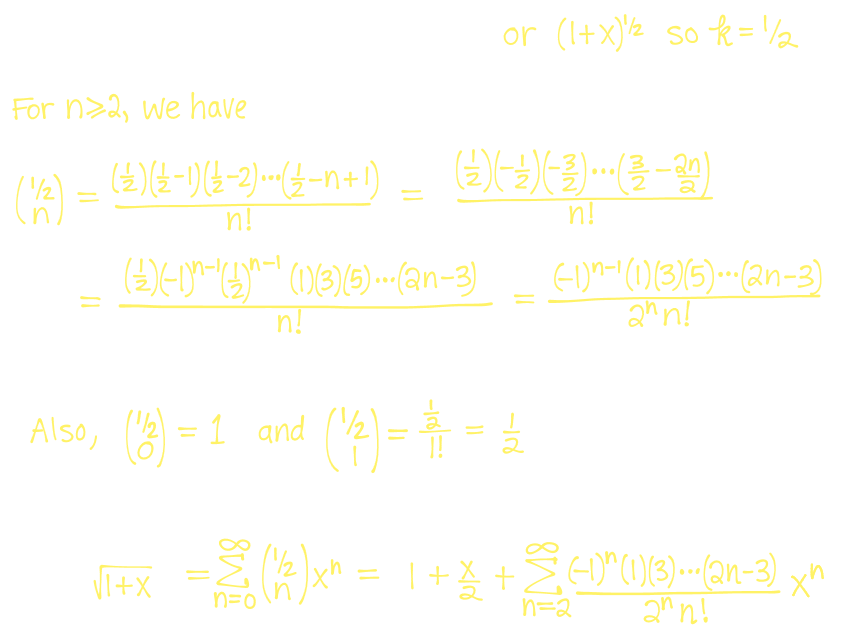 or (1+x)^{1/2} so k = 1/2
For n ≥ 2, we have
\binom{1/2}{n} = \frac{(\frac{1}{2})(\frac{1}{2}-1)(\frac{1}{2}-2)\cdots(\frac{1}{2}-n+1)}{n!} = \frac{(\frac{1}{2})(-\frac{1}{2})(-\frac{3}{2})\cdots(\frac{3}{2}-\frac{2n}{2})}{n!}
= \frac{(\frac{1}{2})(-1)^{n-1}(\frac{1}{2})^{n-1}(1)(3)(5)\cdots(2n-3)}{n!} = \frac{(-1)^{n-1}(1)(3)(5)\cdots(2n-3)}{2^n n!}
Also, \binom{1/2}{0} = 1 and \binom{1/2}{1} = \frac{\frac{1}{2}}{1!} = \frac{1}{2}
\sqrt{1+x} = \sum_{n=0}^{\infty} \binom{1/2}{n} x^n = 1 + \frac{x}{2} + \sum_{n=2}^{\infty} \frac{(-1)^n(1)(3)\cdots(2n-3)}{2^n n!} x^n